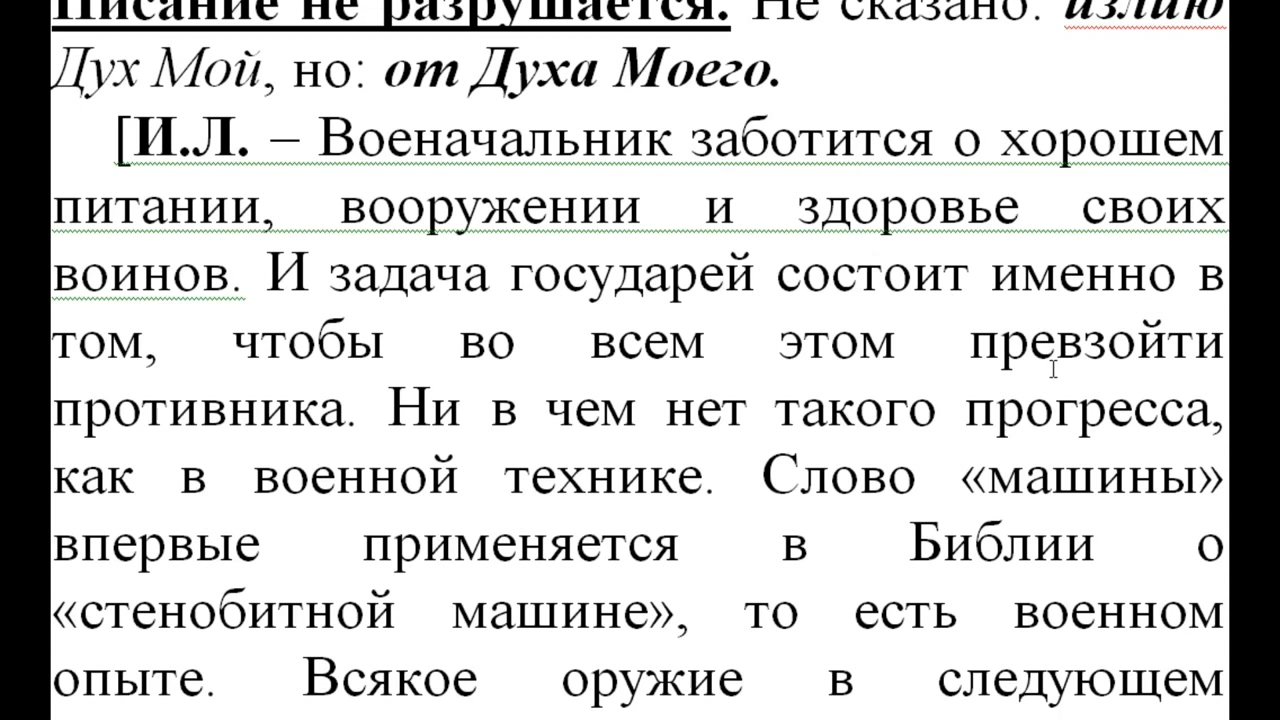 Писание не разрушается. Не сказано: излию
Дух Мой, но: от Духа Моего.
[И.Л. – Военачальник заботится о хорошем
питании, вооружении и здоровье своих
воинов. И задача государей состоит именно в
том, чтобы во всем этом превзойти
противника. Ни в чем нет такого прогресса,
как в военной технике. Слово «машины»
впервые применяется в Библии о
«стенобитной машине», то есть военном
опыте. Всякое оружие в следующем